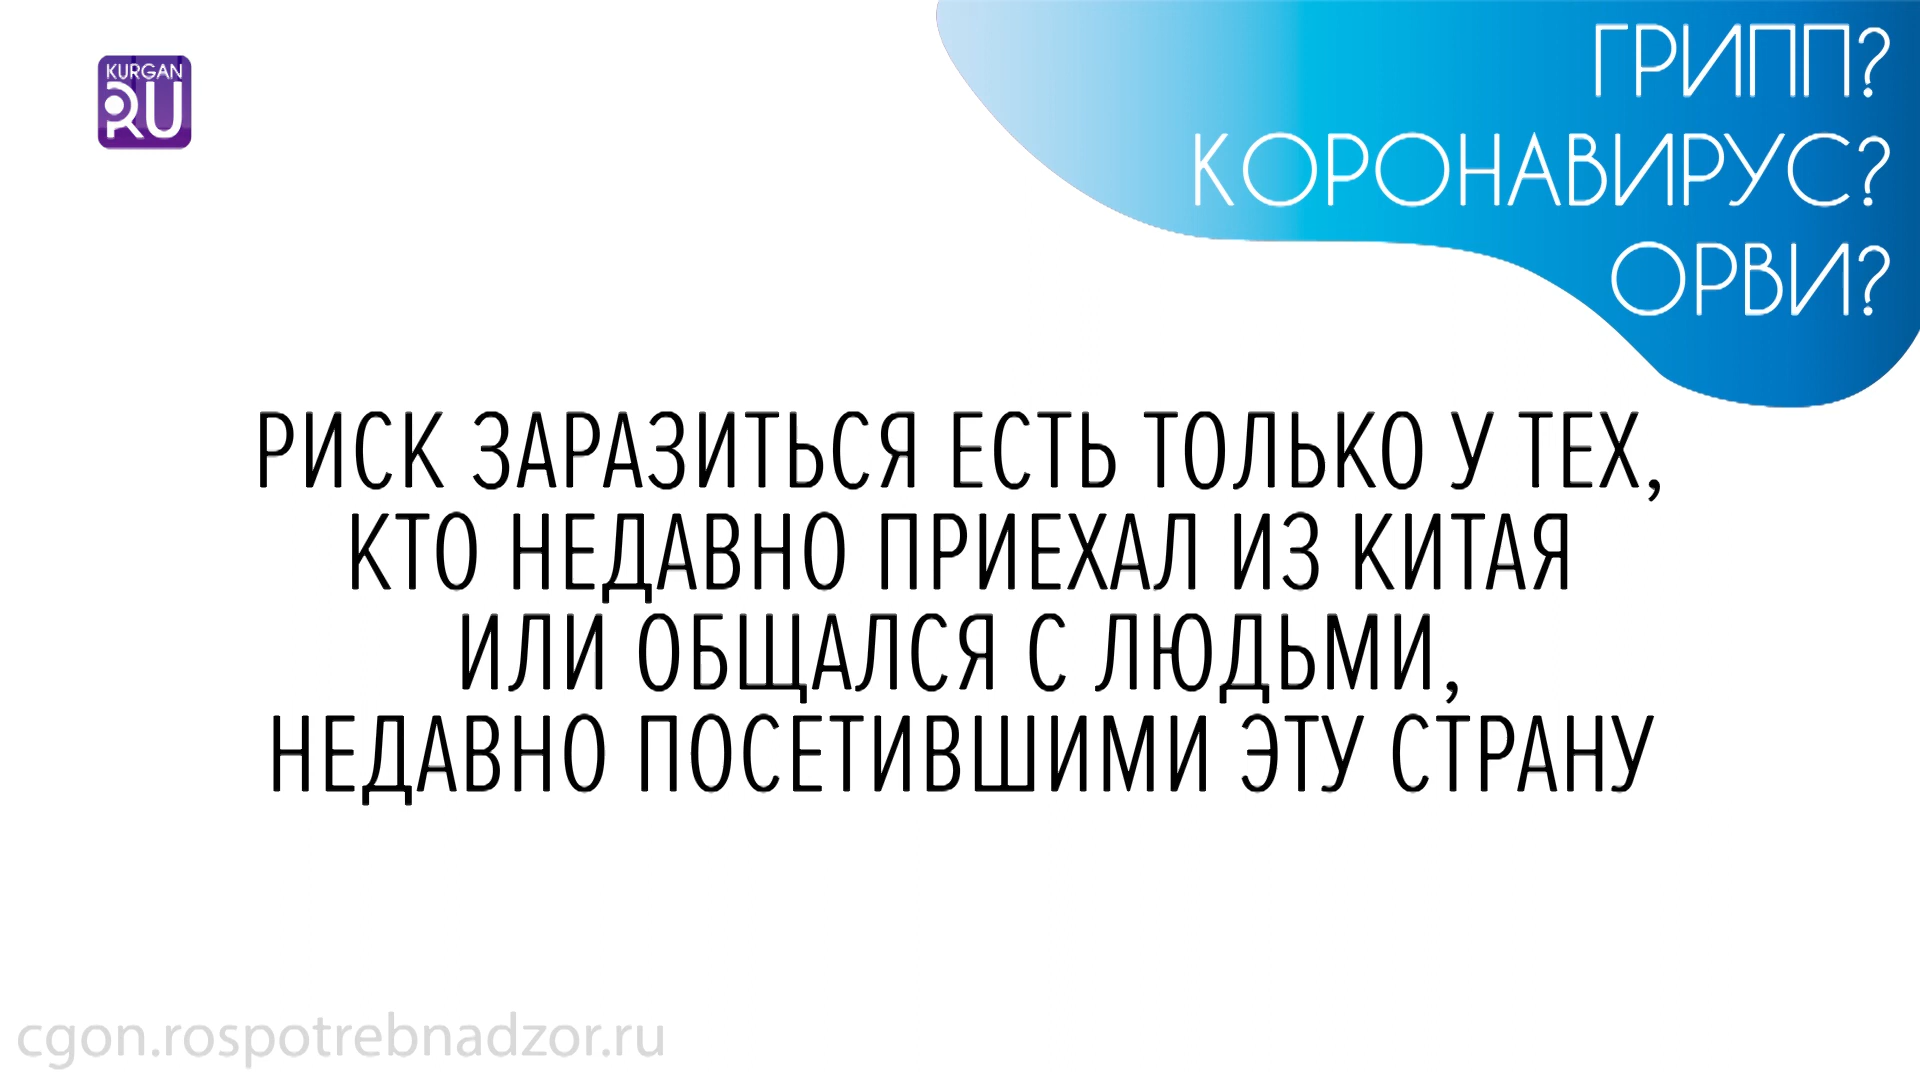 KURGAN
RU
ГРИПП?
КОРОНАВИРУС?
ОРВИ?
РИСК ЗАРАЗИТЬСЯ ЕСТЬ ТОЛЬКО У ТЕХ,
КТО НЕДАВНО ПРИЕХАЛ ИЗ КИТАЯ
ИЛИ ОБЩАЛСЯ С ЛЮДЬМИ,
НЕДАВНО ПОСЕТИВШИМИ ЭТУ СТРАНУ
cgon.rospotrebnadzor.ru